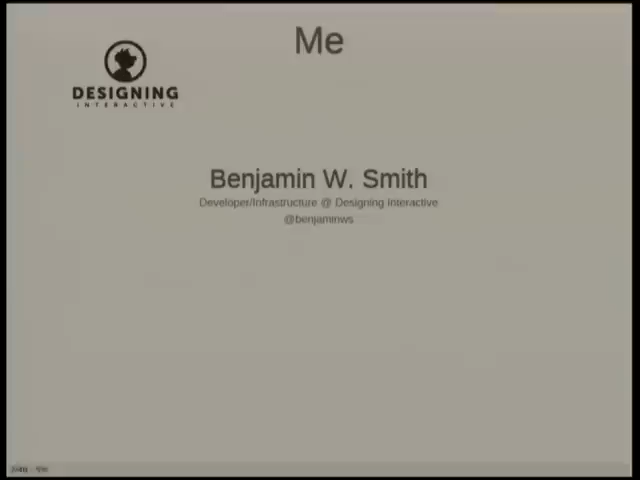 Me
DESIGNING
INTERACTIVE
Benjamin W. Smith
Developer/Infrastructure @ Designing Interactive
@benjaminws